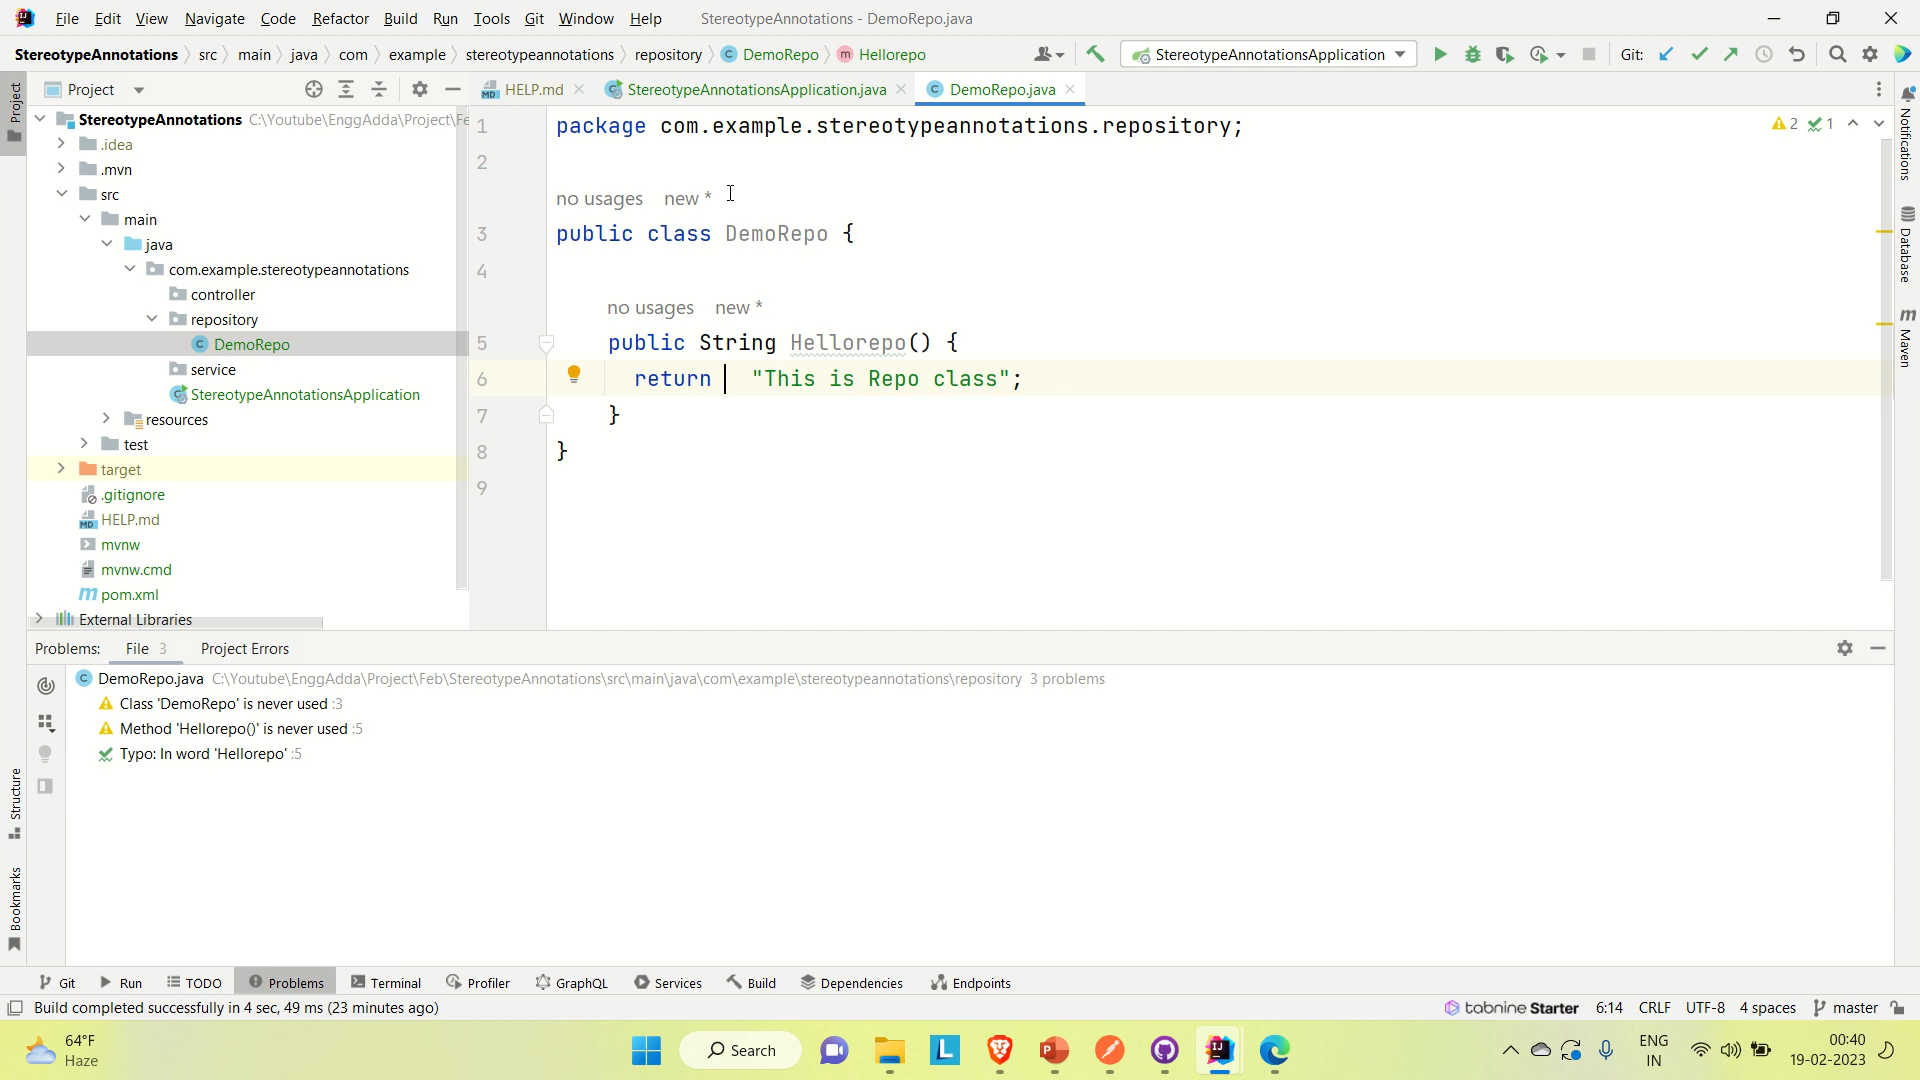 File Edit View Navigate Code Refactor Build Run Tools Git Window Help StereotypeAnnotations - DemoRepo.java
StereotypeAnnotations src main java com example stereotypeannotations repository DemoRepo Hellorepo StereotypeAnnotationsApplication Git:
Project HELP.md StereotypeAnnotationsApplication.java DemoRepo.java
Project
Notifications
Database
Maven
StereotypeAnnotations C:\Youtube\EnggAdda\Project\Fe
.idea
.mvn
src
main
java
com.example.stereotypeannotations
controller
repository
DemoRepo
service
StereotypeAnnotationsApplication
resources
test
target
.gitignore
HELP.md
mvnw
mvnw.cmd
pom.xml
External Libraries
1 package com.example.stereotypeannotations.repository; 2 1
2
no usages new *
3 public class DemoRepo {
4
no usages new *
5 public String Hellorepo() {
6 return "This is Repo class";
7 }
8 }
9
Problems: File 3 Project Errors
DemoRepo.java C:\Youtube\EnggAdda\Project\Feb\StereotypeAnnotations\src\main\java\com\example\stereotypeannotations\repository 3 problems
Class 'DemoRepo' is never used :3
Method 'Hellorepo()' is never used :5
Typo: In word 'Hellorepo' :5
Structure
Bookmarks
Git Run TODO Problems Terminal Profiler GraphQL Services Build Dependencies Endpoints
Build completed successfully in 4 sec, 49 ms (23 minutes ago) tabnine Starter 6:14 CRLF UTF-8 4 spaces master
64°F
Haze
Search
ENG
IN
00:40
19-02-2023